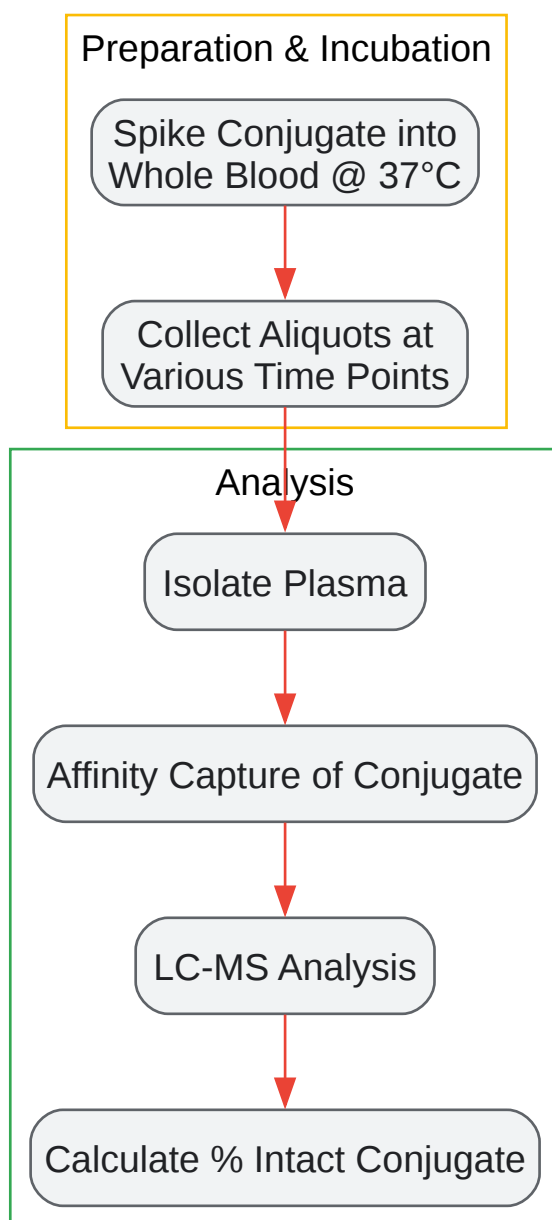 Preparation & Incubation
Spike Conjugate into
Whole Blood @ 37°C
Collect Aliquots at
Various Time Points
Analysis
Isolate Plasma
Affinity Capture of Conjugate
LC-MS Analysis
Calculate % Intact Conjugate